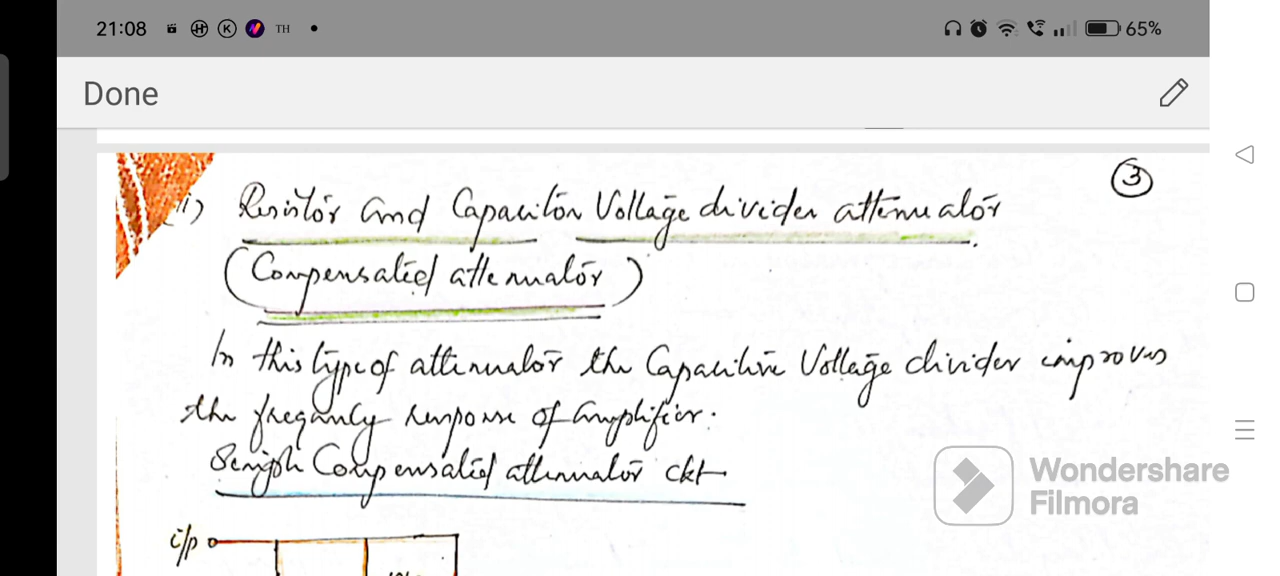 21:08 TH 65%
Done
3
ii) Resistor and Capacitor Voltage divider attenuator.
(Compensated attenuator)
In this type of attenuator the Capacitive Voltage divider improves
the frequency response of amplifier.
Simple Compensated attenuator ckt
Wondershare
Filmora
i/p